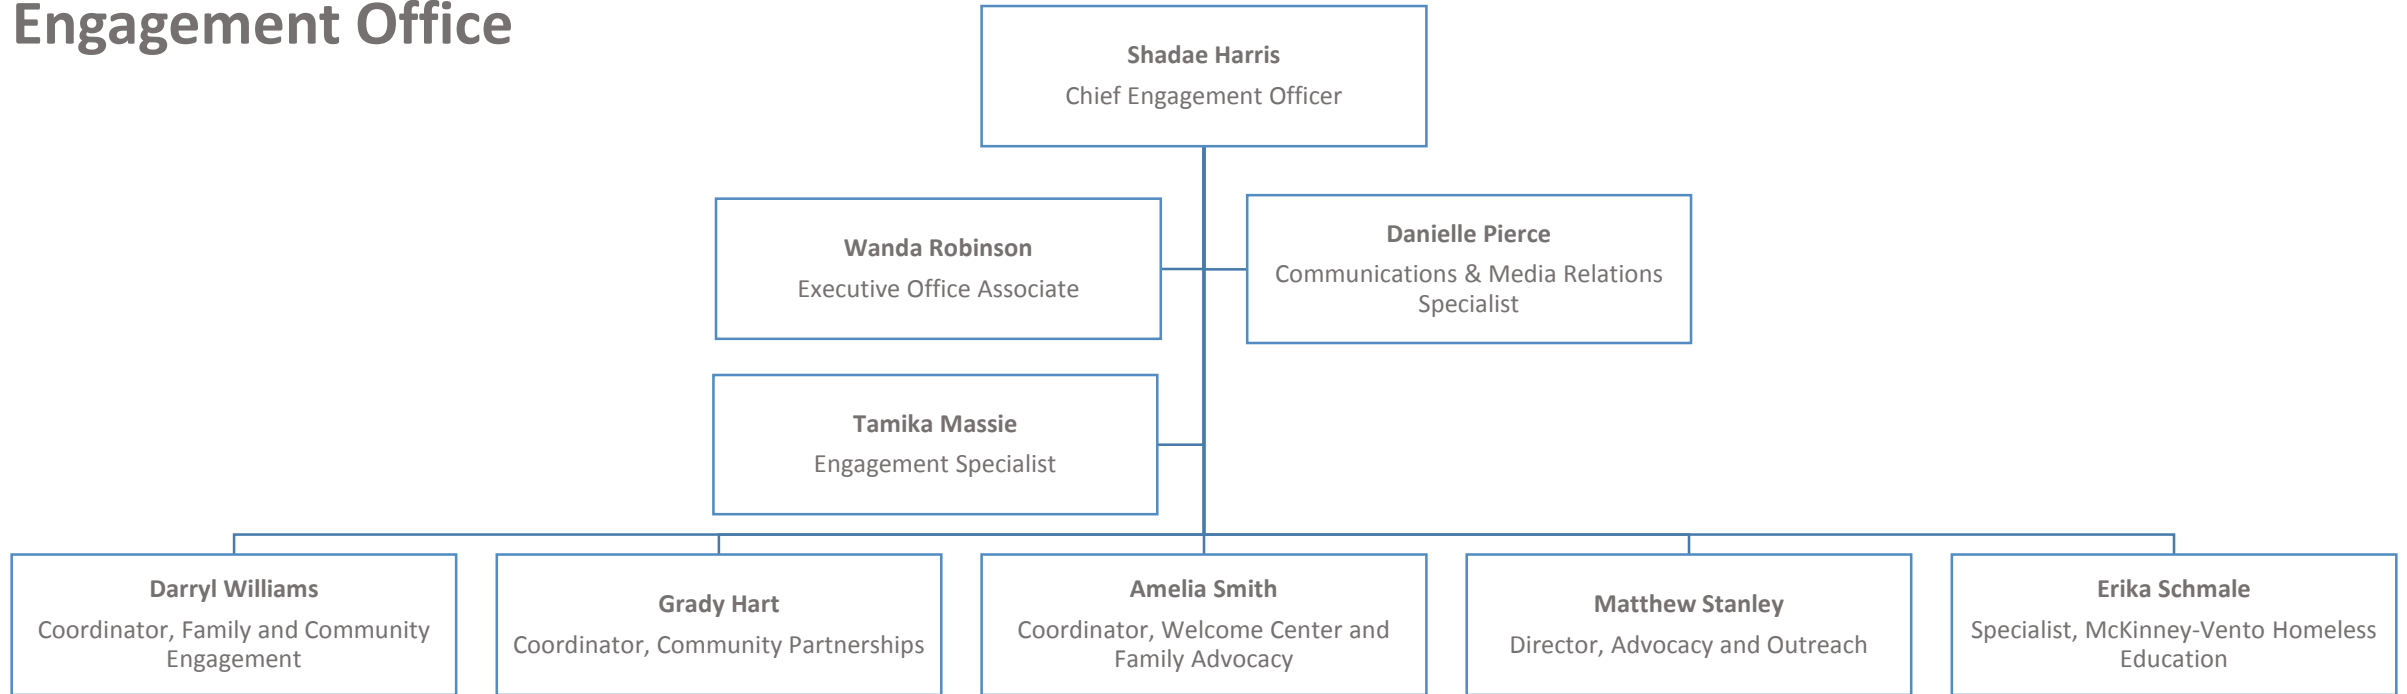 Engagement Office
Shadae Harris
Chief Engagement Officer
Wanda Robinson
Executive Office Associate
Danielle Pierce
Communications & Media Relations
Specialist
Tamika Massie
Engagement Specialist
Darryl Williams
Coordinator, Family and Community
Engagement
Grady Hart
Coordinator, Community Partnerships
Amelia Smith
Coordinator, Welcome Center and
Family Advocacy
Matthew Stanley
Director, Advocacy and Outreach
Erika Schmale
Specialist, McKinney-Vento Homeless
Education